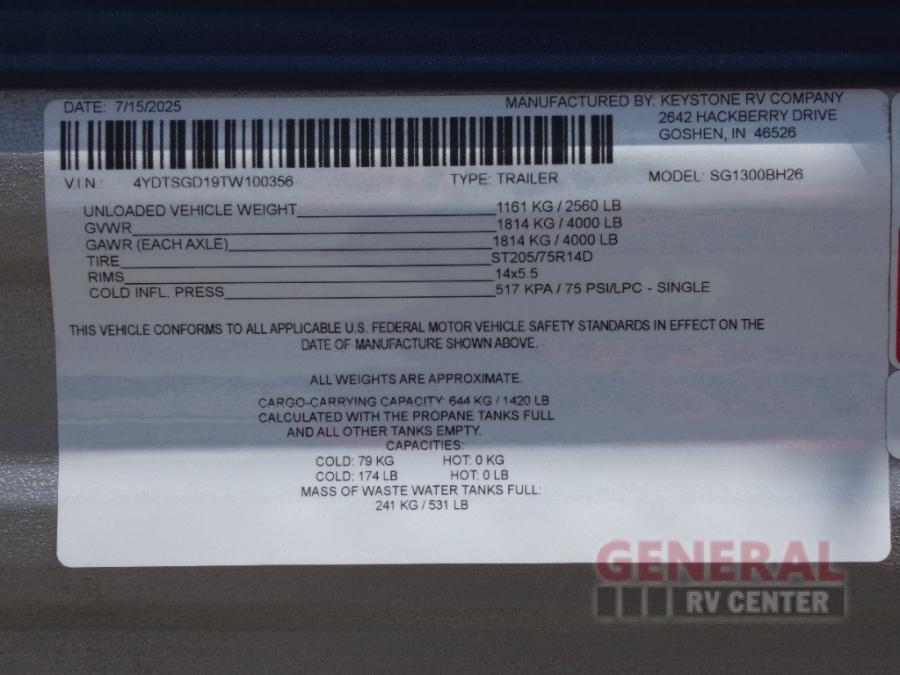 DATE: 7/15/2025 MANUFACTURED BY: KEYSTONE RV COMPANY
2642 HACKBERRY DRIVE
GOSHEN, IN 46526
V.I.N.: 4YDTSGD19TW100356 TYPE: TRAILER MODEL: SG1300BH26
UNLOADED VEHICLE WEIGHT 1161 KG / 2560 LB
GVWR 1814 KG / 4000 LB
GAWR (EACH AXLE) 1814 KG / 4000 LB
TIRE ST205/75R14D
RIMS 14x5.5
COLD INFL. PRESS 517 KPA / 75 PSI/LPC - SINGLE
THIS VEHICLE CONFORMS TO ALL APPLICABLE U.S. FEDERAL MOTOR VEHICLE SAFETY STANDARDS IN EFFECT ON THE
DATE OF MANUFACTURE SHOWN ABOVE.
ALL WEIGHTS ARE APPROXIMATE.
CARGO-CARRYING CAPACITY: 644 KG / 1420 LB
CALCULATED WITH THE PROPANE TANKS FULL
AND ALL OTHER TANKS EMPTY.
CAPACITIES:
COLD: 79 KG HOT: 0 KG
COLD: 174 LB HOT: 0 LB
MASS OF WASTE WATER TANKS FULL:
241 KG / 531 LB
GENERAL
RV CENTER